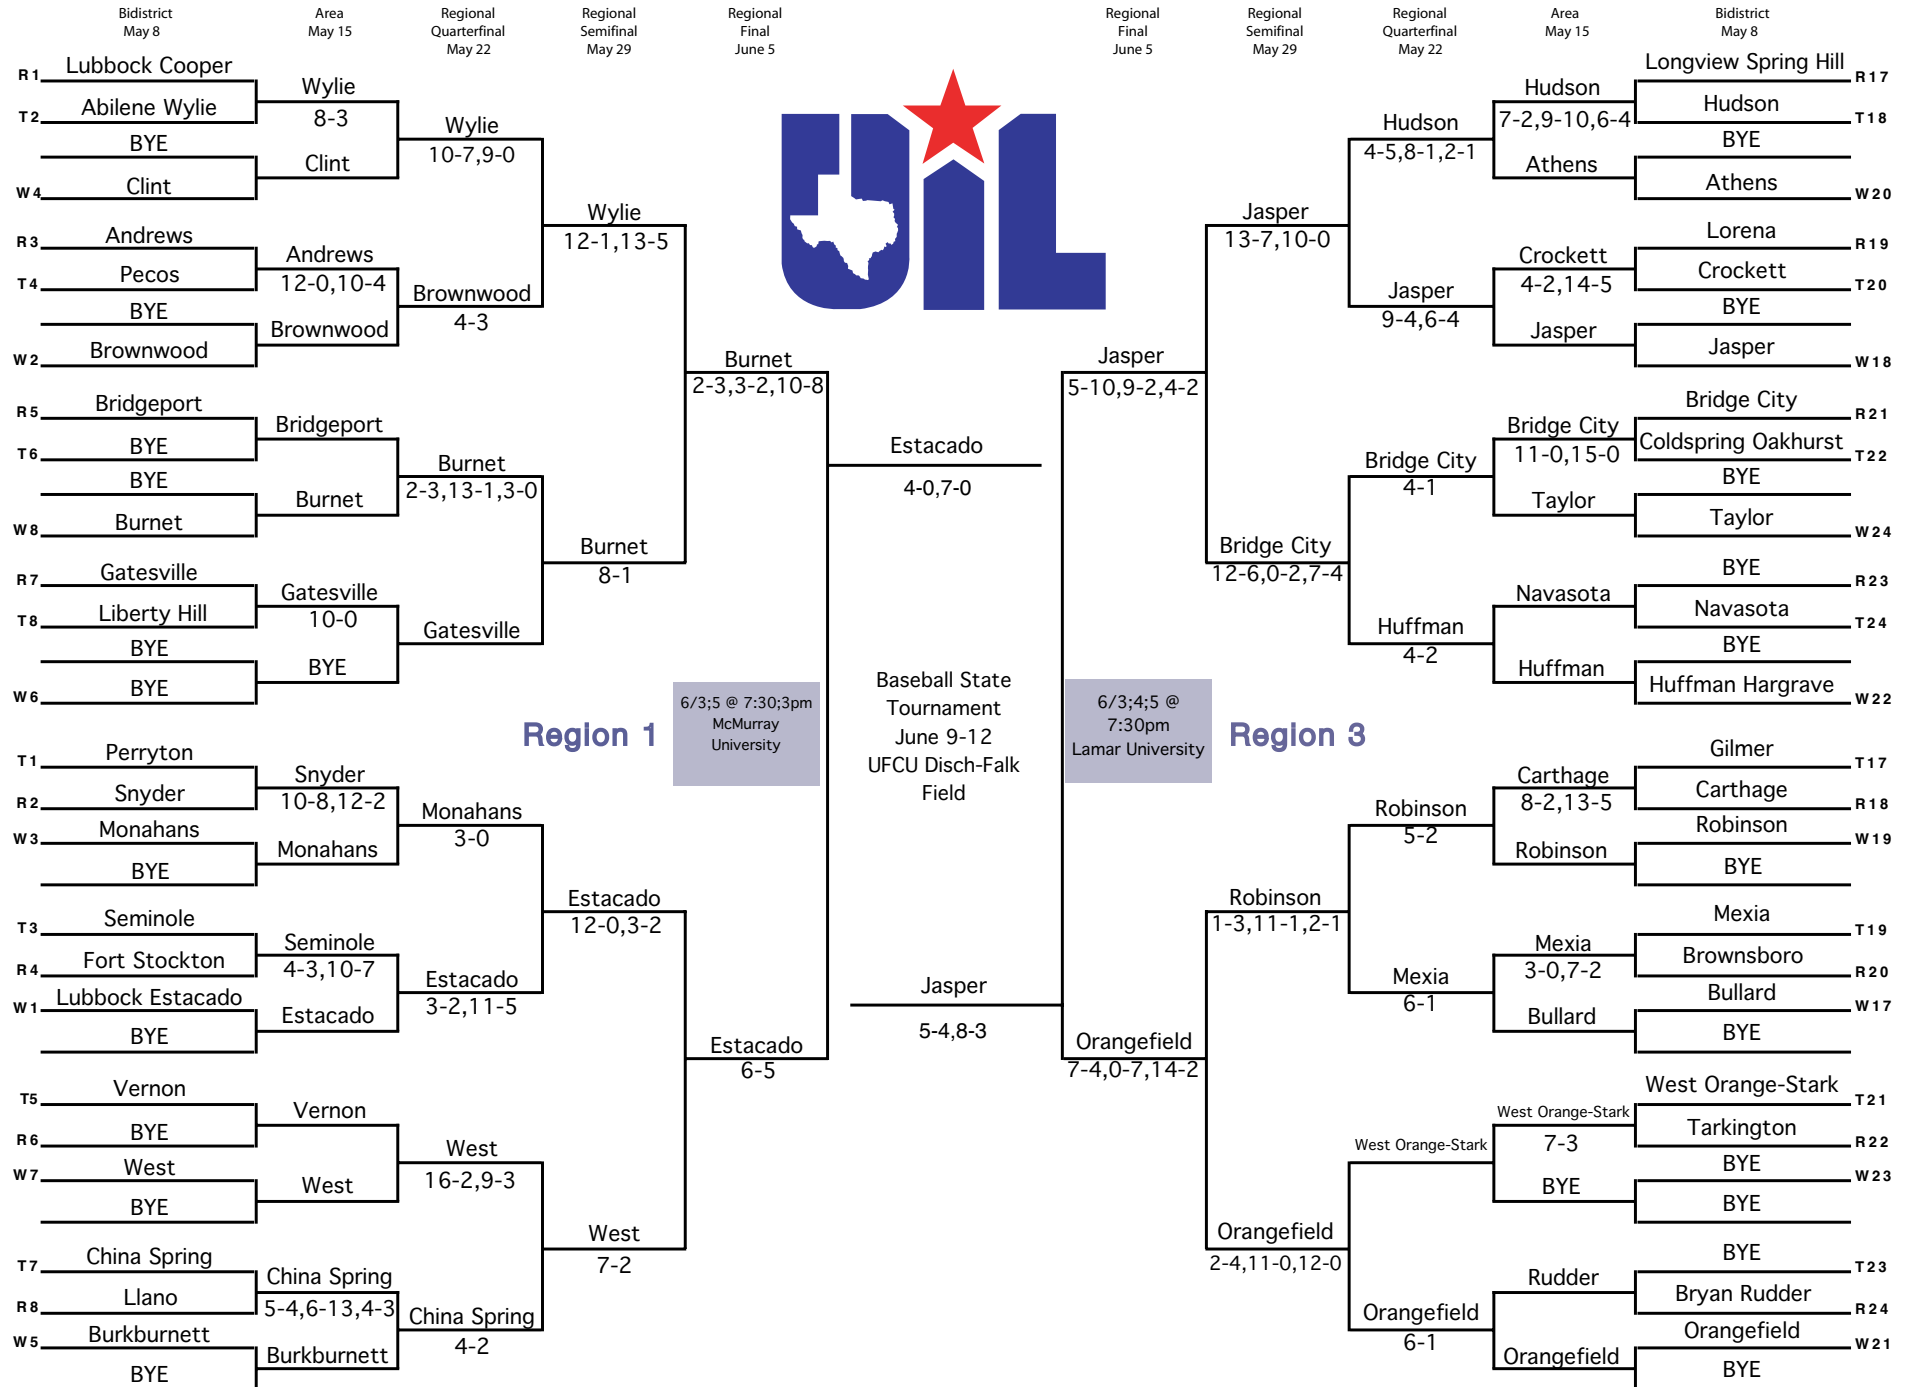 Bidistrict
May 8
Area
May 15
Regional
Quarterfinal
May 22
Regional
Semifinal
May 29
Regional
Final
June 5
Regional
Final
June 5
Regional
Semifinal
May 29
Regional
Quarterfinal
May 22
Area
May 15
Bidistrict
May 8
R1 Lubbock Cooper
T2 Abilene Wylie
BYE
W4 Clint
R3 Andrews
T4 Pecos
BYE
W2 Brownwood
R5 Bridgeport
T6 BYE
BYE
W8 Burnet
R7 Gatesville
T8 Liberty Hill
BYE
W6 BYE
T1 Perryton
R2 Snyder
W3 Monahans
BYE
T3 Seminole
R4 Fort Stockton
W1 Lubbock Estacado
BYE
T5 Vernon
R6 BYE
W7 West
BYE
T7 China Spring
R8 Llano
W5 Burkburnett
BYE
Wylie
8-3
Clint
Andrews
12-0,10-4
Brownwood
Bridgeport
Burnet
Gatesville
10-0
BYE
Snyder
10-8,12-2
Monahans
Seminole
4-3,10-7
Estacado
Vernon
West
China Spring
5-4,6-13,4-3
Burkburnett
Wylie
10-7,9-0
Brownwood
4-3
Burnet
2-3,13-1,3-0
Gatesville
Monahans
3-0
Estacado
3-2,11-5
West
16-2,9-3
China Spring
4-2
Wylie
12-1,13-5
Burnet
8-1
Estacado
12-0,3-2
West
7-2
Burnet
2-3,3-2,10-8
Estacado
6-5
Region 1
6/3;5 @ 7:30;3pm
McMurray
University
UIL
Estacado
4-0,7-0
Baseball State
Tournament
June 9-12
UFCU Disch-Falk
Field
Jasper
5-4,8-3
6/3;4;5 @
7:30pm
Lamar University
Region 3
Jasper
5-10,9-2,4-2
Orangefield
7-4,0-7,14-2
Jasper
13-7,10-0
Bridge City
12-6,0-2,7-4
Robinson
1-3,11-1,2-1
Orangefield
2-4,11-0,12-0
Hudson
4-5,8-1,2-1
Jasper
9-4,6-4
Bridge City
4-1
Huffman
4-2
Robinson
5-2
Mexia
6-1
West Orange-Stark
Orangefield
6-1
Hudson
7-2,9-10,6-4
Athens
Crockett
4-2,14-5
Jasper
Bridge City
11-0,15-0
Taylor
Navasota
Huffman
Carthage
8-2,13-5
Robinson
Mexia
3-0,7-2
Bullard
West Orange-Stark
7-3
BYE
Rudder
Orangefield
Longview Spring Hill R17
Hudson T18
BYE
Athens W20
Lorena R19
Crockett T20
BYE
Jasper W18
Bridge City R21
Coldspring Oakhurst T22
BYE
Taylor W24
BYE R23
Navasota T24
BYE
Huffman Hargrave W22
Gilmer T17
Carthage R18
Robinson W19
BYE
Mexia T19
Brownsboro R20
Bullard W17
BYE
West Orange-Stark T21
Tarkington R22
BYE W23
BYE
BYE T23
Bryan Rudder R24
Orangefield W21
BYE